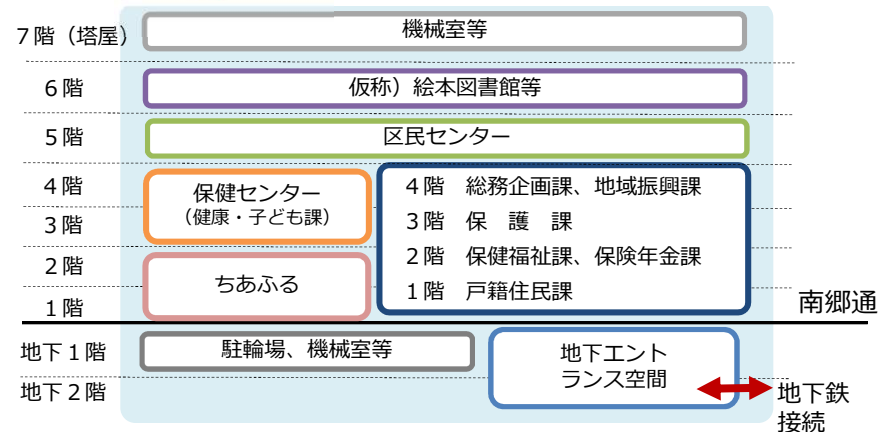 7階（塔屋）
機械室等
6階
仮称）絵本図書館等
5階
区民センター
4階
3階
保健センター
（健康・子ども課）
2階
1階
ちあふる
4階　総務企画課、地域振興課
3階　保　護　課
2階　保健福祉課、保険年金課
1階　戸籍住民課
南郷通
地下1階
駐輪場、機械室等
地下2階
地下エント
ランス空間
地下鉄
接続